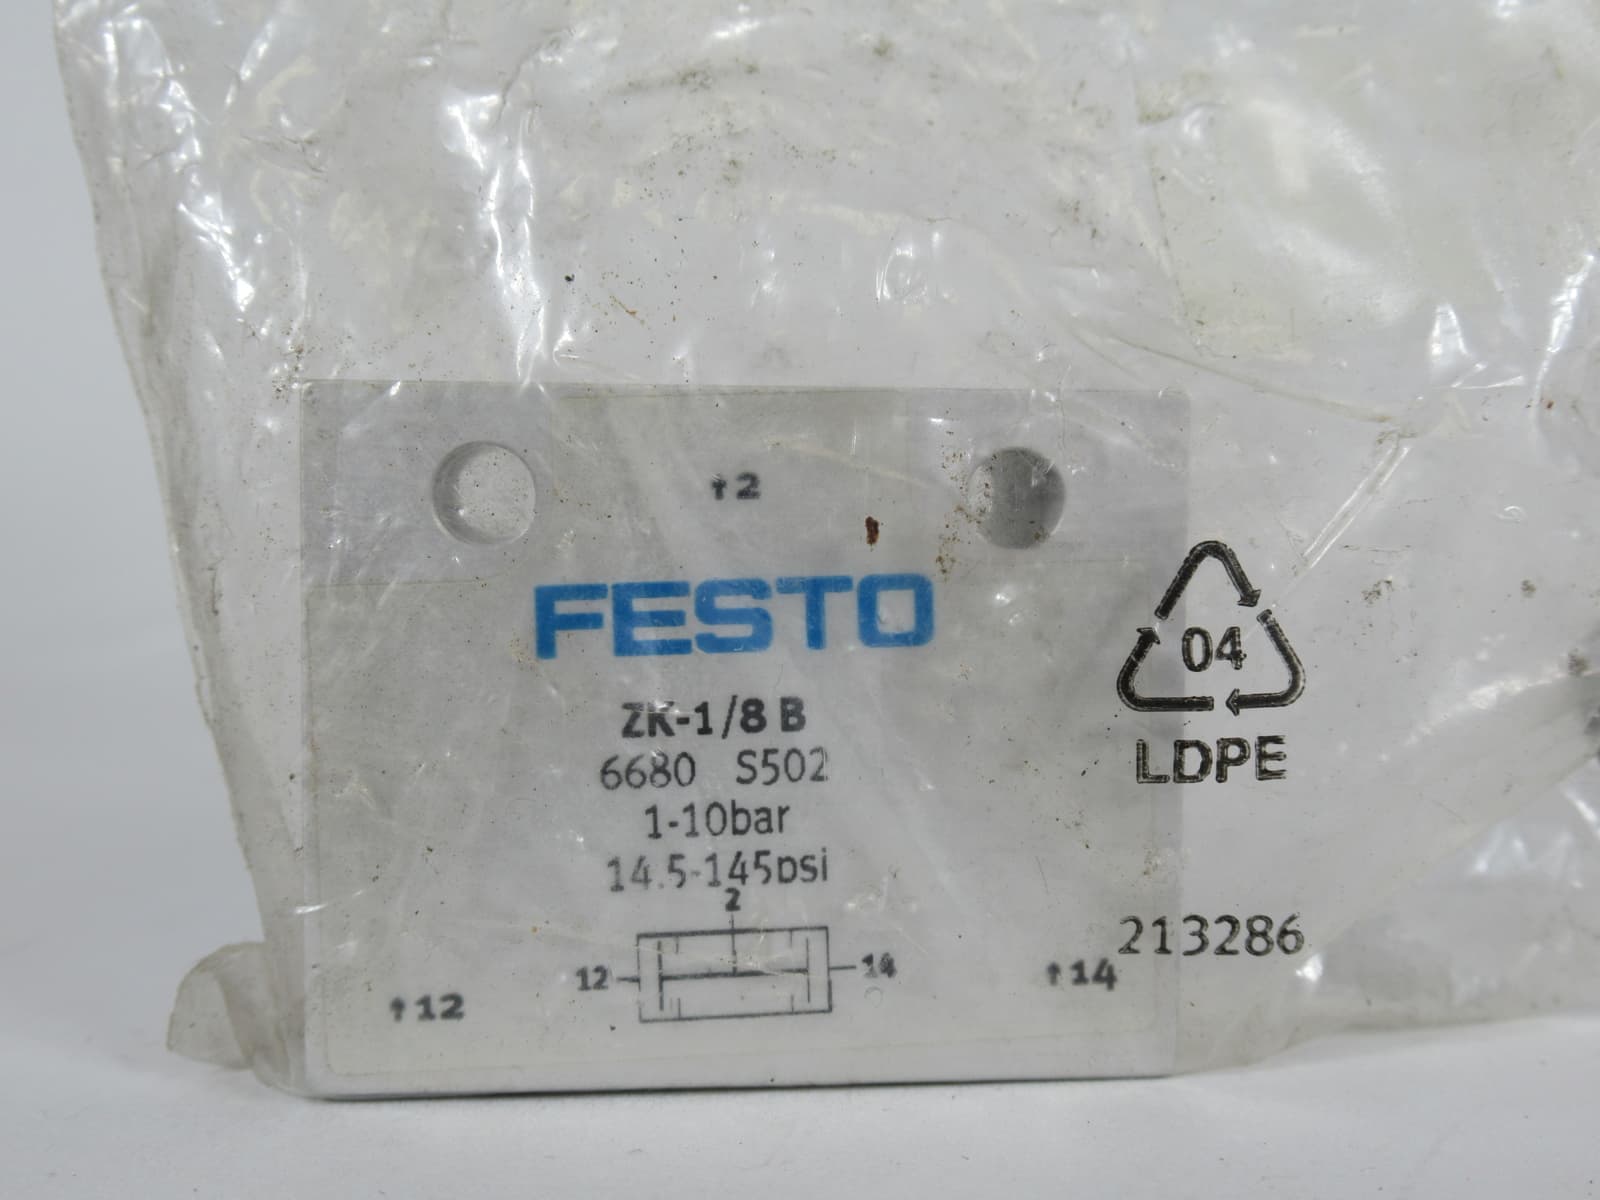 ↑2
FESTO
ZK-1/8 B
6680 S502
1-10bar
14.5-145psi
2
12
14
↑12
↑14
04
LDPE
213286